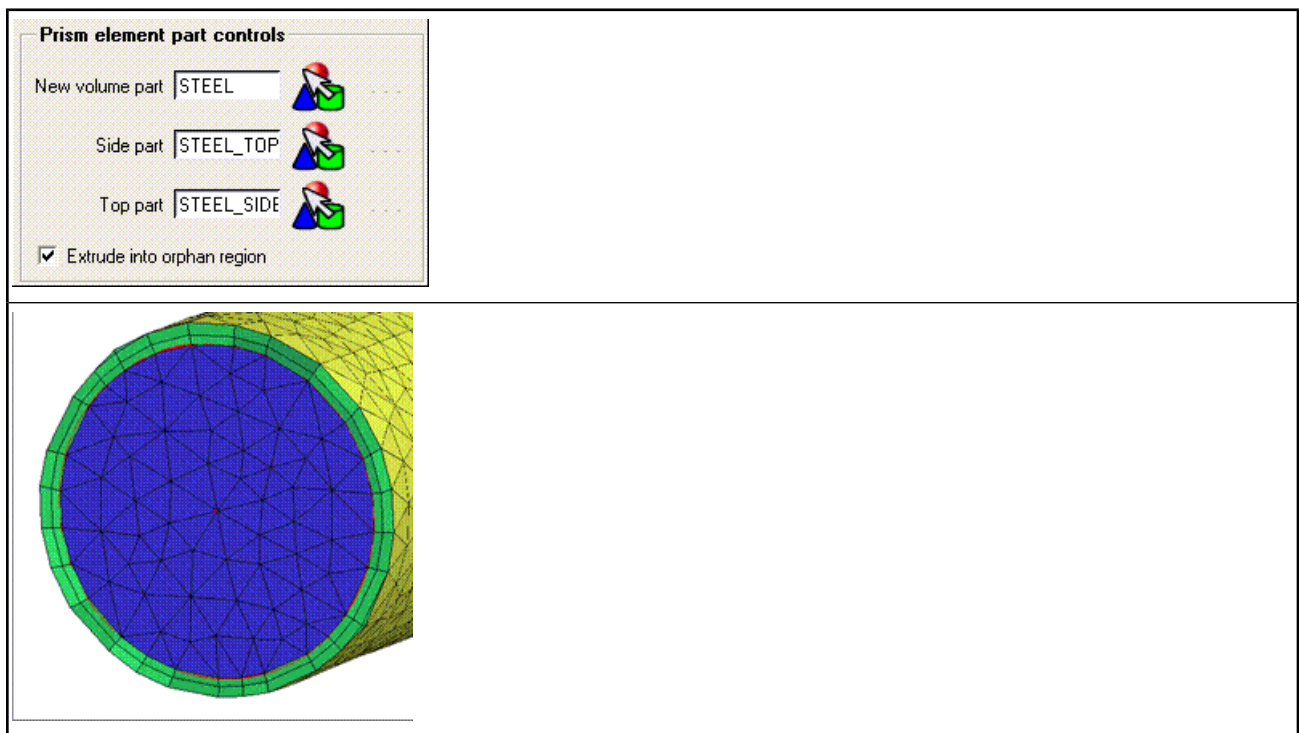 Prism element part controls
New volume part STEEL . . .
Side part STEEL_TOP . . .
Top part STEEL_SIDE . . .
Extrude into orphan region